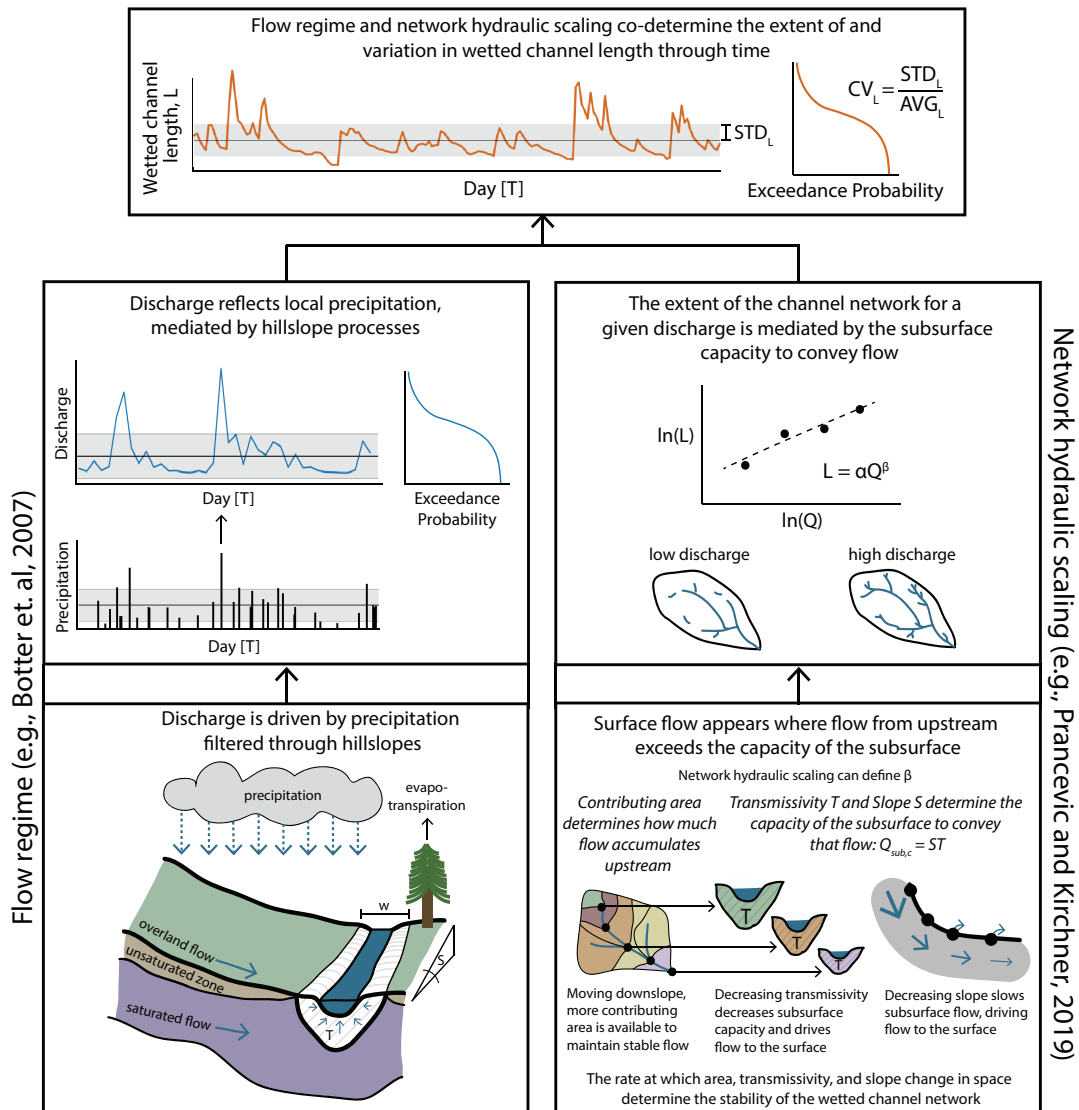 Flow regime and network hydraulic scaling co-determine the extent of and
variation in wetted channel length through time
Wetted channel
length, L
STD_L
Day [T]
CV_L = STD_L / AVG_L
Exceedance Probability
Flow regime (e.g., Botter et. al, 2007)
Discharge reflects local precipitation,
mediated by hillslope processes
Discharge
Day [T]
Exceedance
Probability
Precipitation
Day [T]
Discharge is driven by precipitation
filtered through hillslopes
precipitation
evapo-
transpiration
w
S
overland flow
unsaturated zone
saturated flow
T
Network hydraulic scaling (e.g., Prancevic and Kirchner, 2019)
The extent of the channel network for a
given discharge is mediated by the subsurface
capacity to convey flow
ln(L)
L = αQ^β
ln(Q)
low discharge
high discharge
Surface flow appears where flow from upstream
exceeds the capacity of the subsurface
Network hydraulic scaling can define β
Contributing area
determines how much
flow accumulates
upstream
Transmissivity T and Slope S determine the
capacity of the subsurface to convey
that flow: Q_sub,c = ST
T
T
T
Moving downslope,
more contributing
area is available to
maintain stable flow
Decreasing transmissivity
decreases subsurface
capacity and drives
flow to the surface
Decreasing slope slows
subsurface flow, driving
flow to the surface
The rate at which area, transmissivity, and slope change in space
determine the stability of the wetted channel network